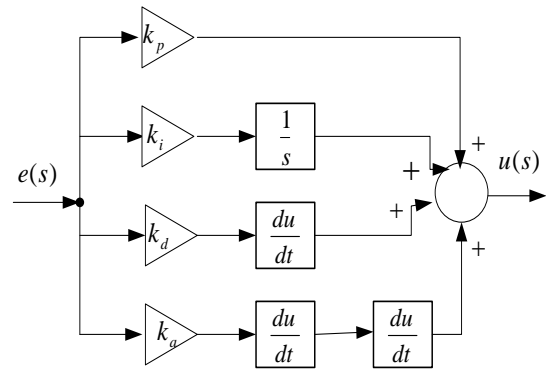 k_p
+
k_i
1/s
+
e(s)
u(s)
+
k_d
du/dt
+
k_a
du/dt
du/dt